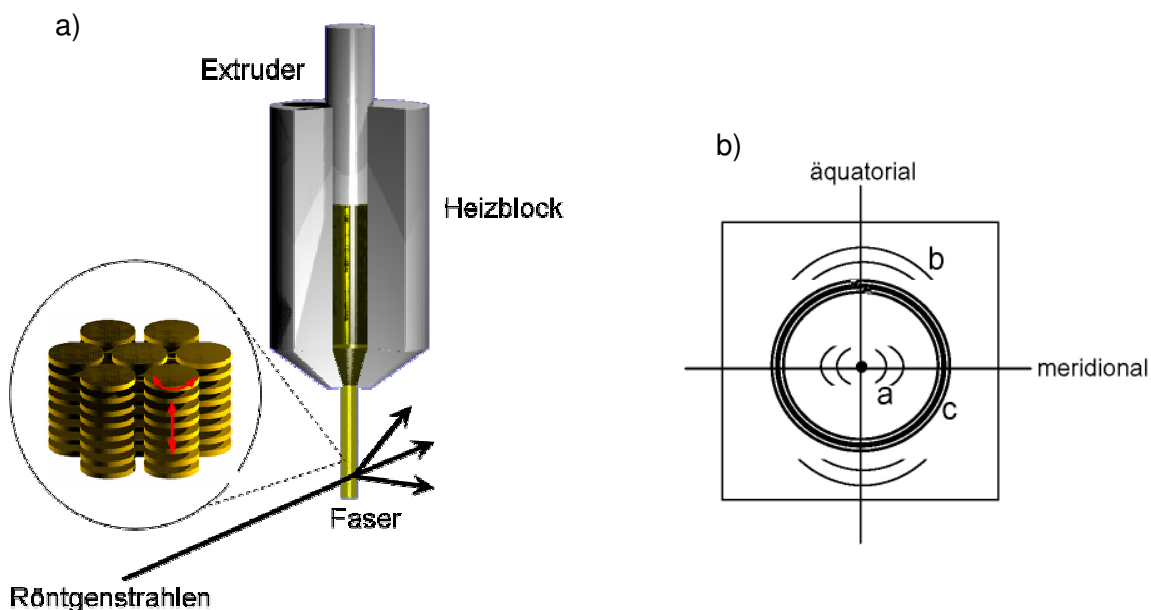 a)
Extruder
Heizblock
Faser
Röntgenstrahlen
b)
äquatorial
b
meridional
a
c